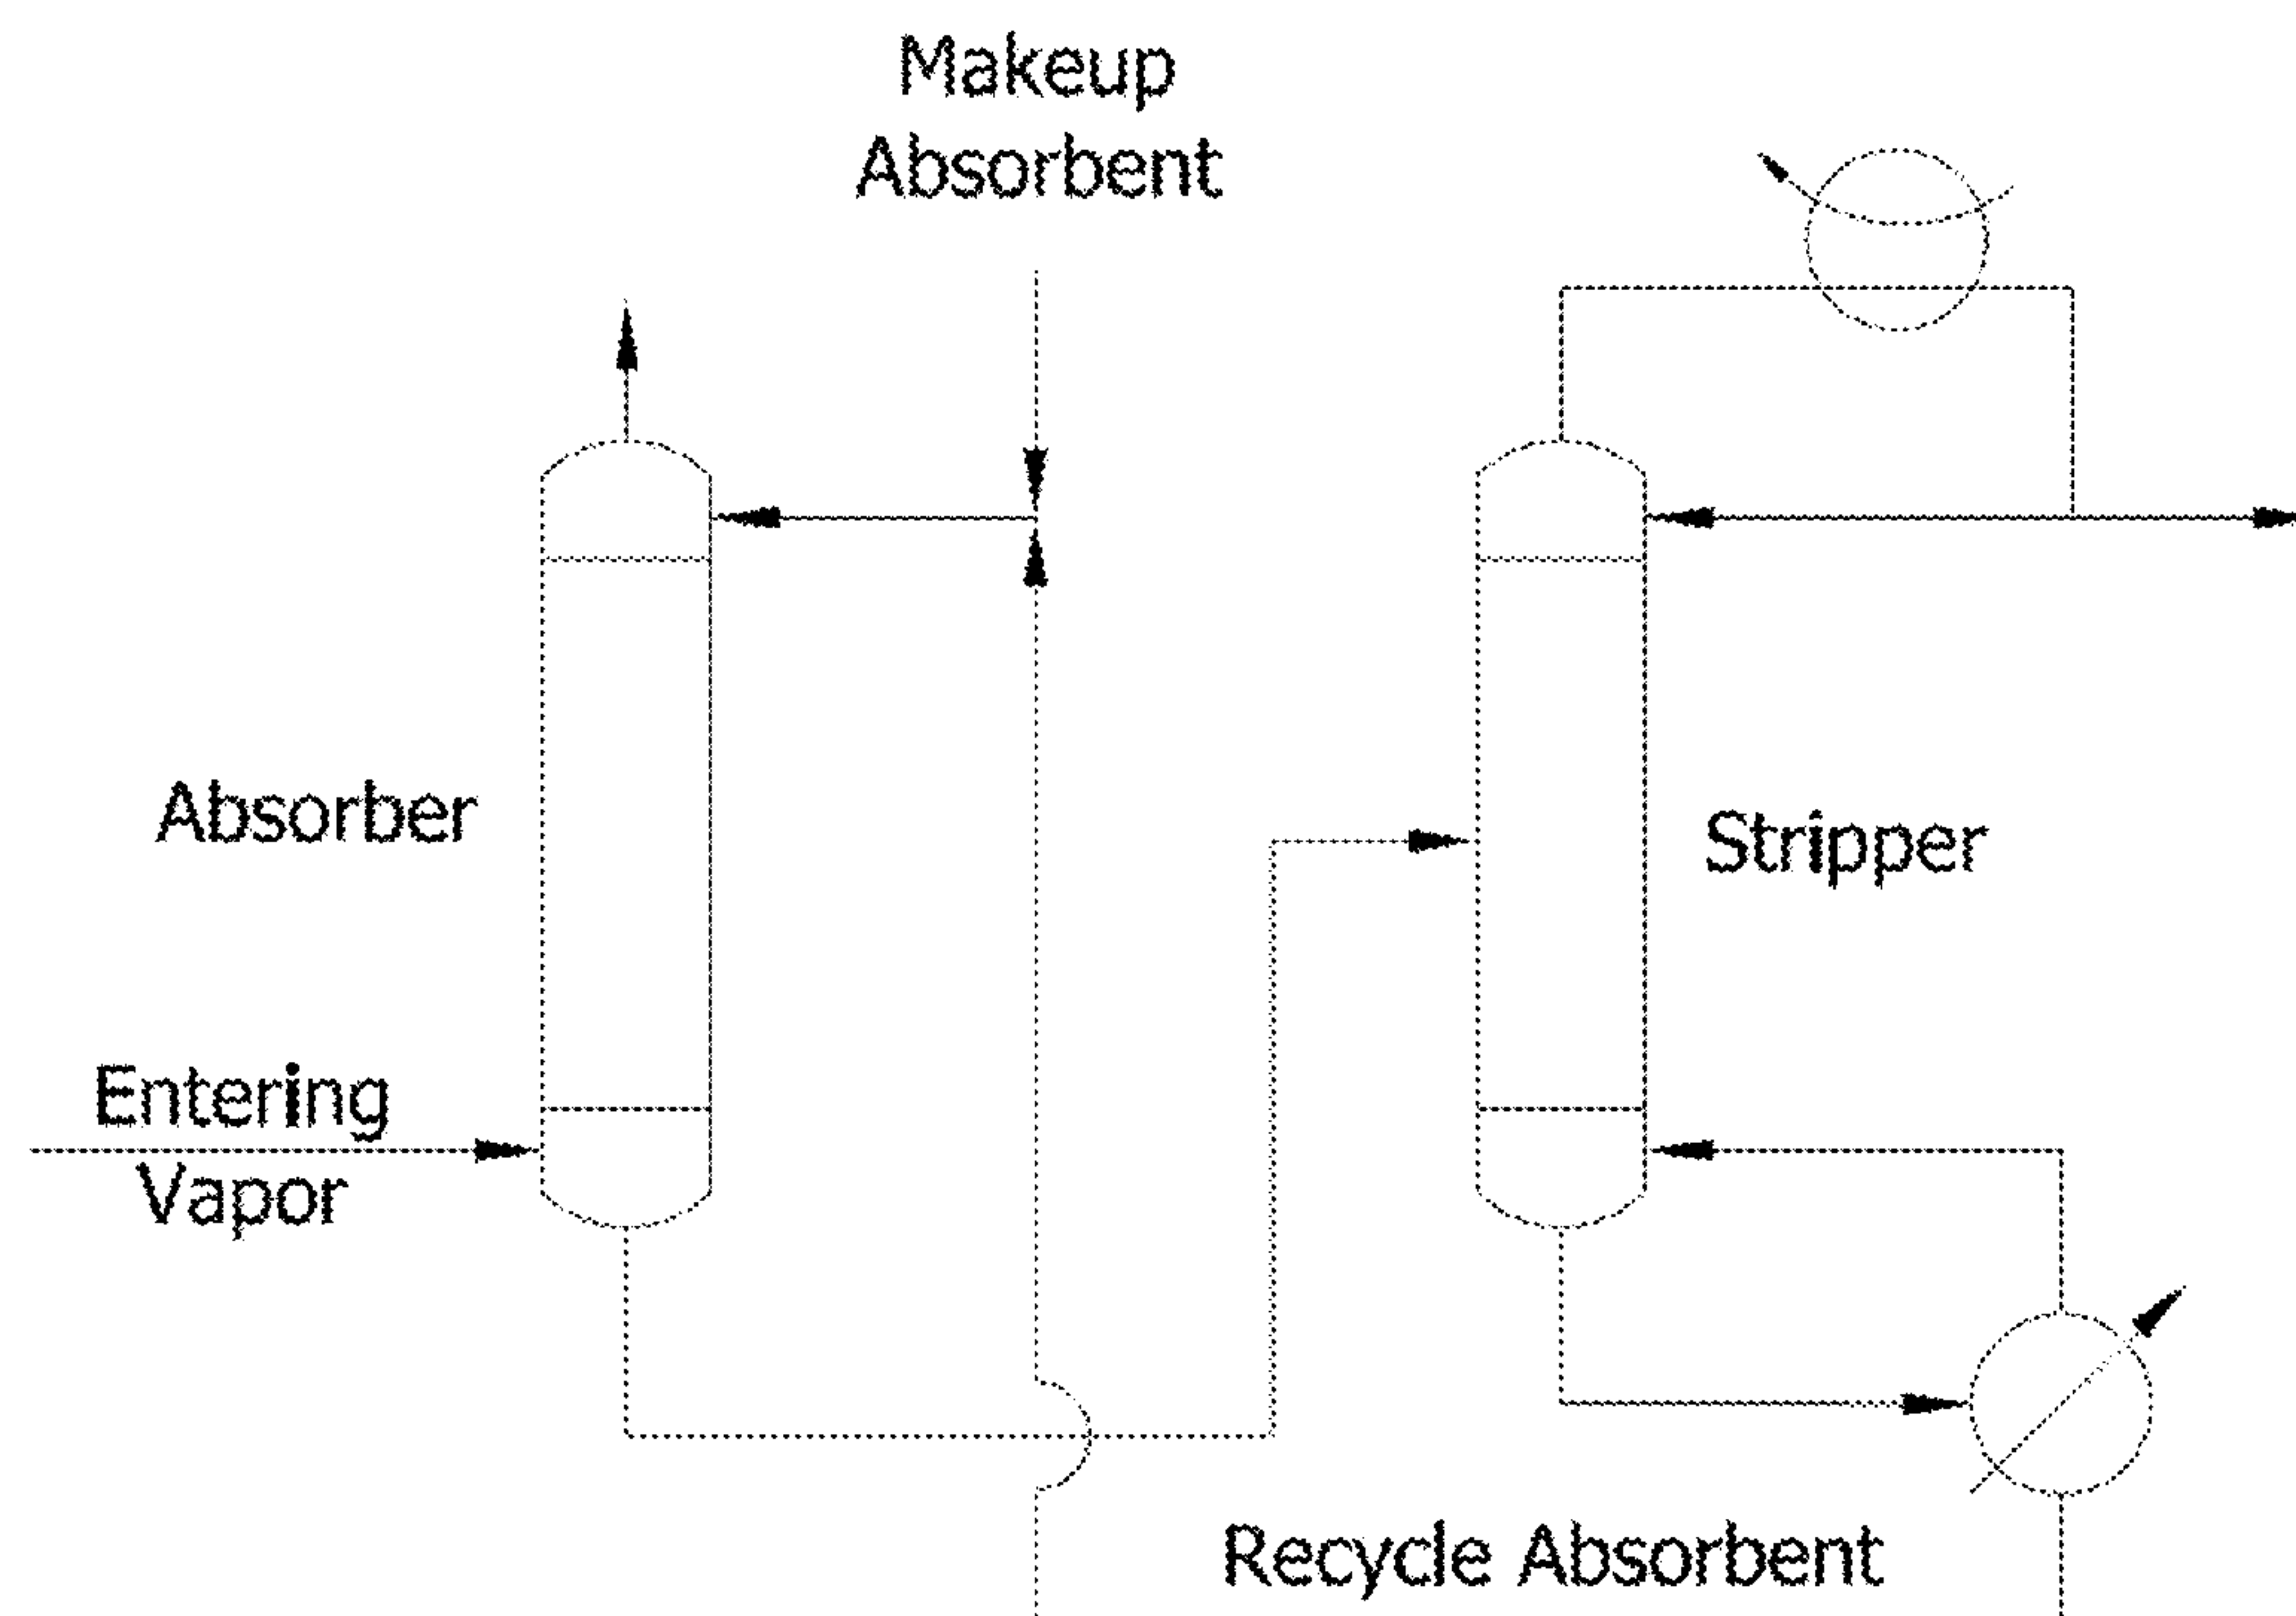 Makeup
Absorbent
Absorber
Stripper
Entering
Vapor
Recycle Absorbent